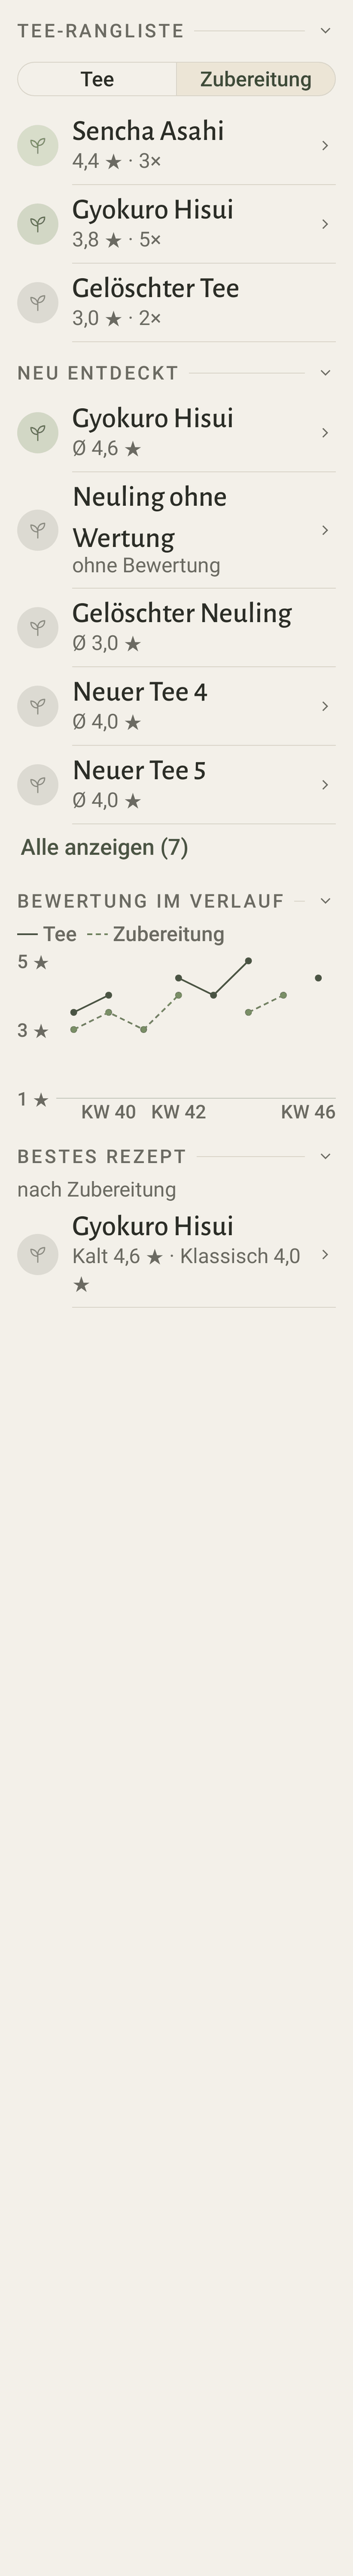 TEE-RANGLISTE
Tee
Zubereitung
Sencha Asahi
4,4 ★ · 3×
Gyokuro Hisui
3,8 ★ · 5×
Gelöschter Tee
3,0 ★ · 2×
NEU ENTDECKT
Gyokuro Hisui
Ø 4,6 ★
Neuling ohne
Wertung
ohne Bewertung
Gelöschter Neuling
Ø 3,0 ★
Neuer Tee 4
Ø 4,0 ★
Neuer Tee 5
Ø 4,0 ★
Alle anzeigen (7)
BEWERTUNG IM VERLAUF
Tee Zubereitung
5 ★
3 ★
1 ★
KW 40 KW 42 KW 46
BESTES REZEPT
nach Zubereitung
Gyokuro Hisui
Kalt 4,6 ★ · Klassisch 4,0
★